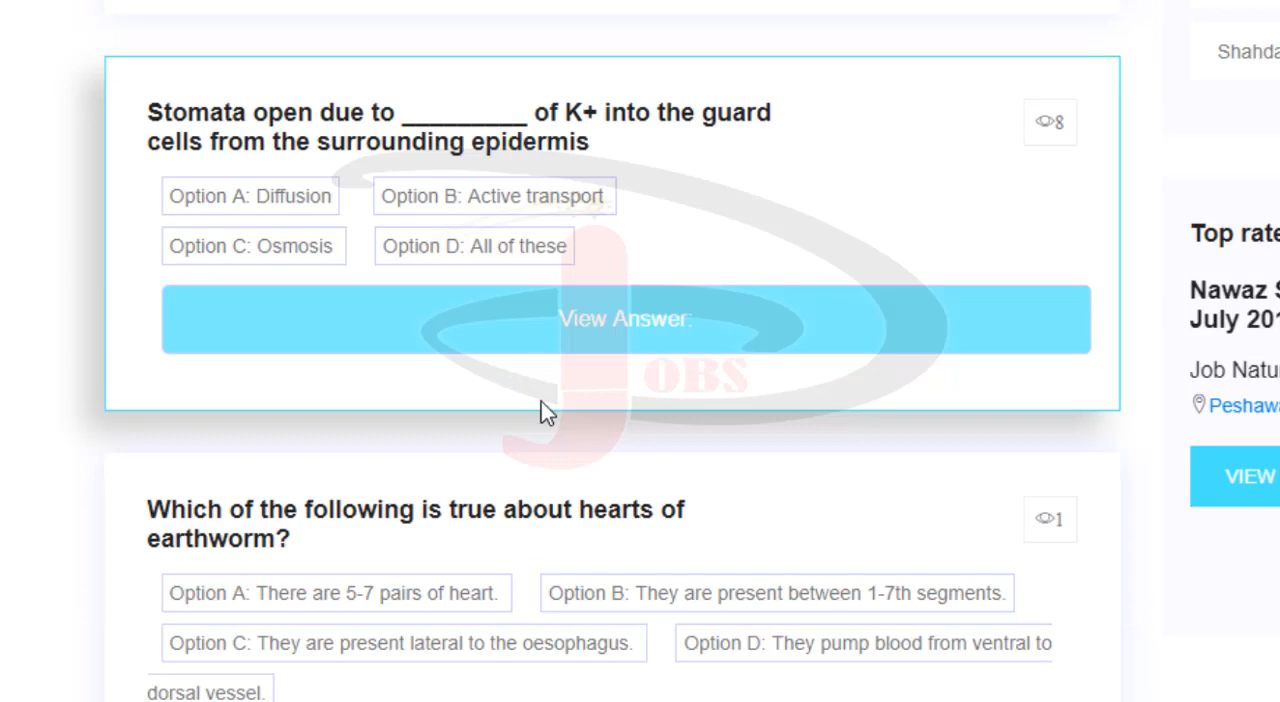 Shahda
Stomata open due to _________ of K+ into the guard
cells from the surrounding epidermis
8
Option A: Diffusion
Option B: Active transport
Option C: Osmosis
Option D: All of these
View Answer:
JOBS
Which of the following is true about hearts of
earthworm?
1
Option A: There are 5-7 pairs of heart.
Option B: They are present between 1-7th segments.
Option C: They are present lateral to the oesophagus.
Option D: They pump blood from ventral to
dorsal vessel.
Top rate
Nawaz S
July 201
Job Natu
Peshawa
VIEW